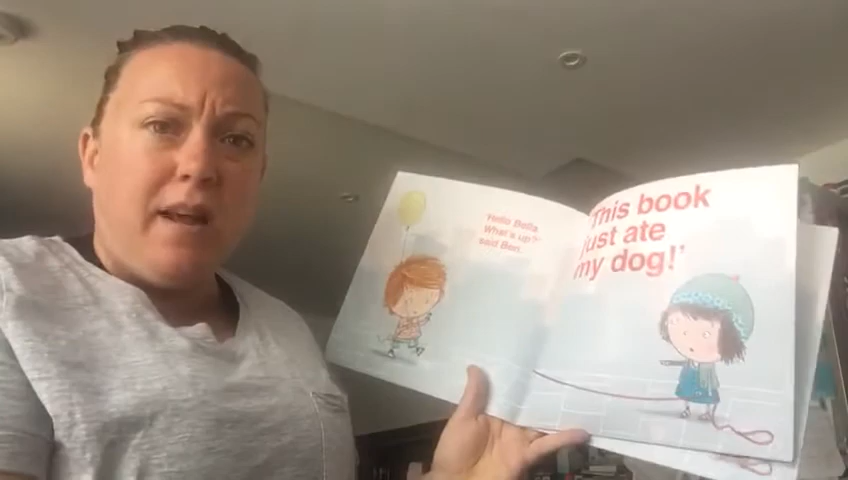 'Hello Bella.
What's up?'
said Ben.
'This book
just ate
my dog!'